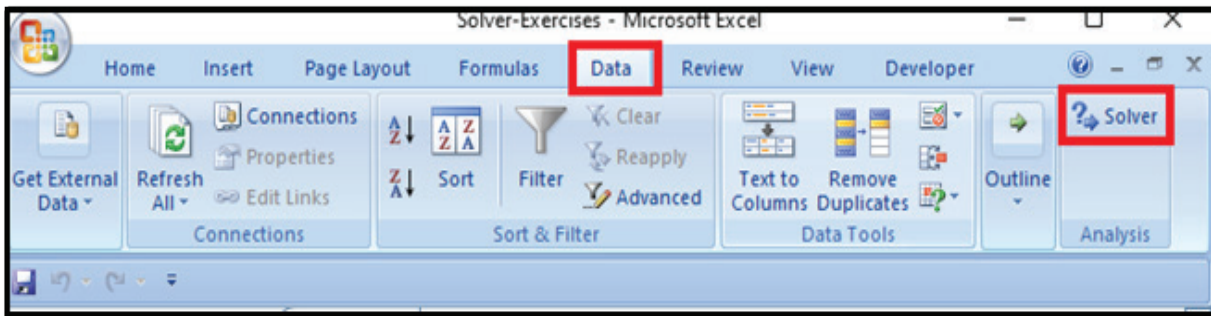 Solver-Exercises - Microsoft Excel
Home Insert Page Layout Formulas Data Review View Developer
Get External Data
Refresh All
Connections
Properties
Edit Links
Connections
Sort
Filter
Clear
Reapply
Advanced
Sort & Filter
Text to Columns
Remove Duplicates
Data Tools
Outline
Solver
Analysis